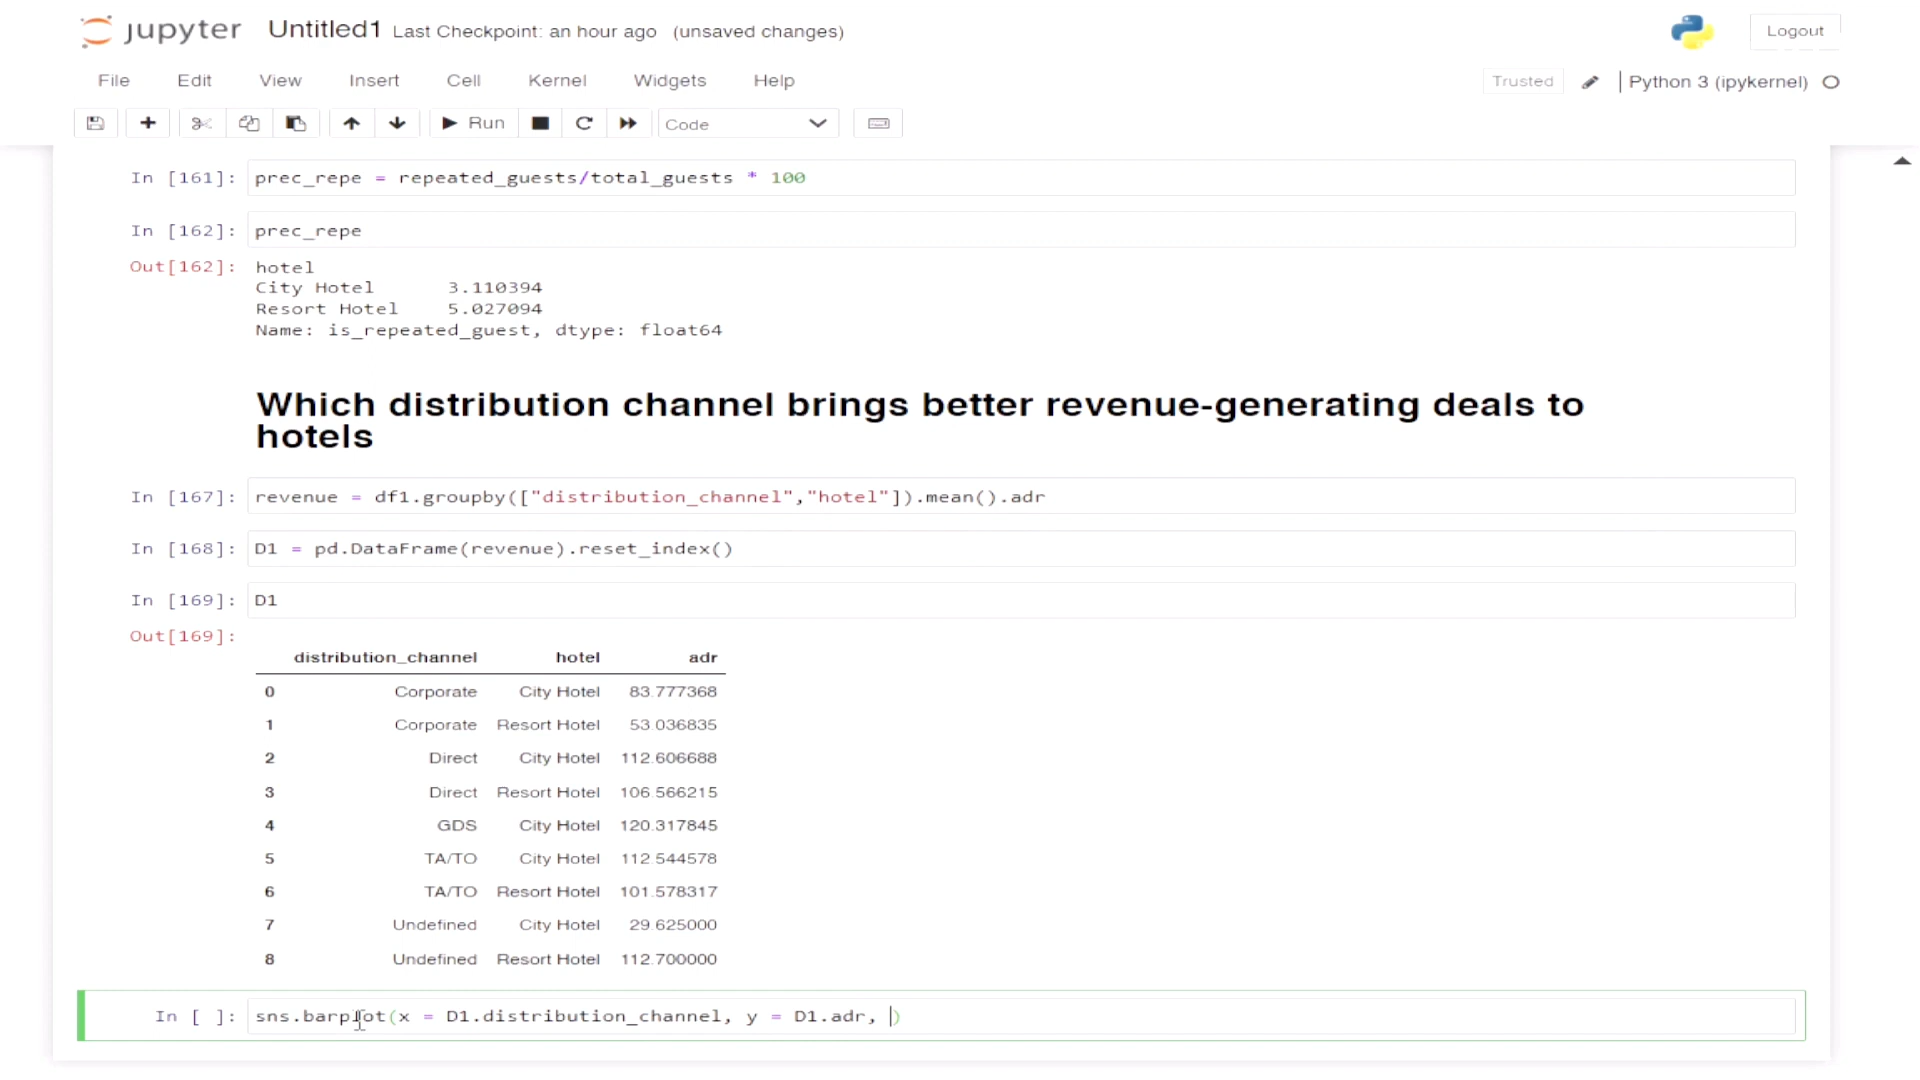 jupyter Untitled1 Last Checkpoint: an hour ago (unsaved changes) Logout
File Edit View Insert Cell Kernel Widgets Help Trusted Python 3 (ipykernel)
Run Code
In [161]: prec_repe = repeated_guests/total_guests * 100
In [162]: prec_repe
Out[162]: hotel
City Hotel 3.110394
Resort Hotel 5.027094
Name: is_repeated_guest, dtype: float64
Which distribution channel brings better revenue-generating deals to
hotels
In [167]: revenue = df1.groupby(["distribution_channel","hotel"]).mean().adr
In [168]: D1 = pd.DataFrame(revenue).reset_index()
In [169]: D1
Out[169]:
distribution_channel hotel adr
0 Corporate City Hotel 83.777368
1 Corporate Resort Hotel 53.036835
2 Direct City Hotel 112.606688
3 Direct Resort Hotel 106.566215
4 GDS City Hotel 120.317845
5 TA/TO City Hotel 112.544578
6 TA/TO Resort Hotel 101.578317
7 Undefined City Hotel 29.625000
8 Undefined Resort Hotel 112.700000
In [ ]: sns.barplot(x = D1.distribution_channel, y = D1.adr, )